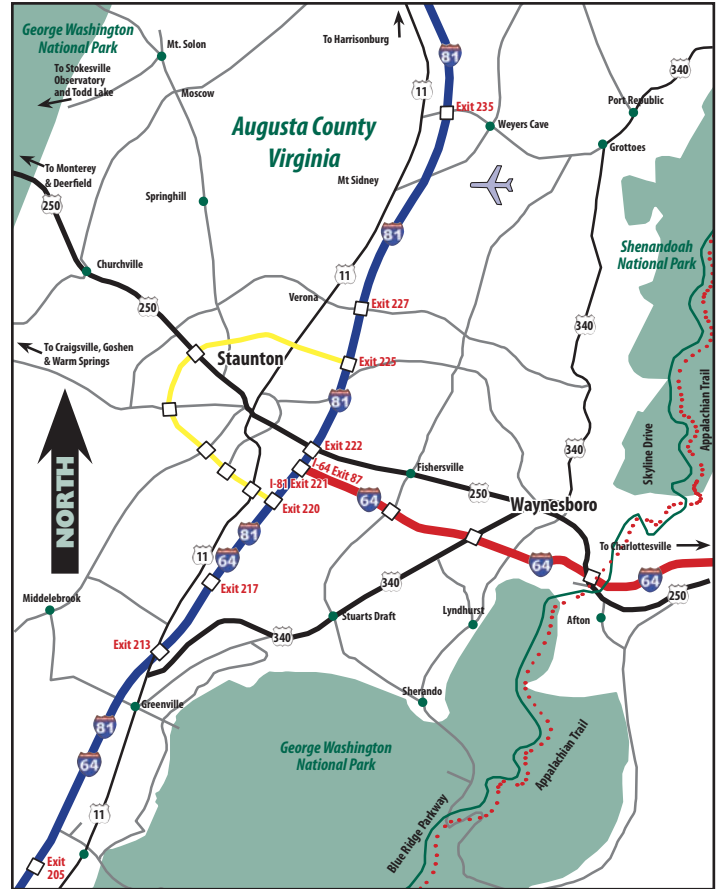 George Washington
National Park
Mt. Solon
To Harrisonburg
81
340
To Stokesville
Observatory
and Todd Lake
11
Moscow
Exit 235
Port Republic
Augusta County
Virginia
Weyers Cave
Grottoes
To Monterey
& Deerfield
Mt Sidney
250
Springhill
81
Shenandoah
National Park
Churchville
11
250
Verona
Exit 227
340
To Craigsville, Goshen
& Warm Springs
Staunton
Exit 225
Appalachian Trail
81
Skyline Drive
NORTH
Exit 222
340
I-64 Exit 87
Fishersville
I-81 Exit 221
64
250
Waynesboro
Exit 220
81
To Charlottesville
11
64
64
64
Exit 217
340
250
Middlebrook
Stuarts Draft
Lyndhurst
Afton
340
Exit 213
Sherando
Greenville
81
George Washington
National Park
Appalachian Trail
64
11
Blue Ridge Parkway
Exit
205